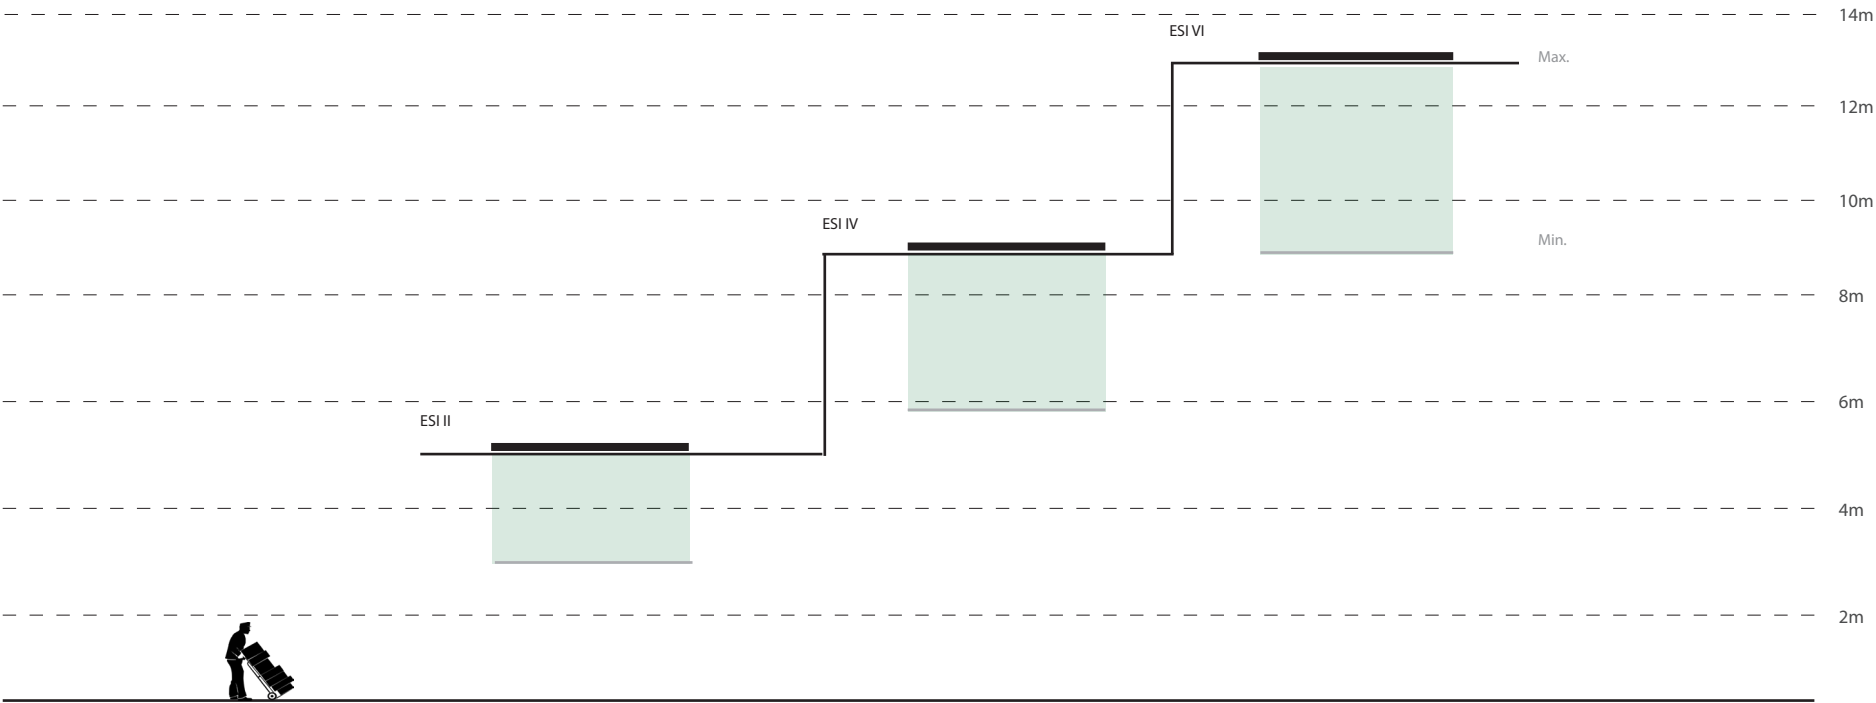 14m
ESI VI
Max.
12m
10m
ESI IV
Min.
8m
6m
ESI II
4m
2m